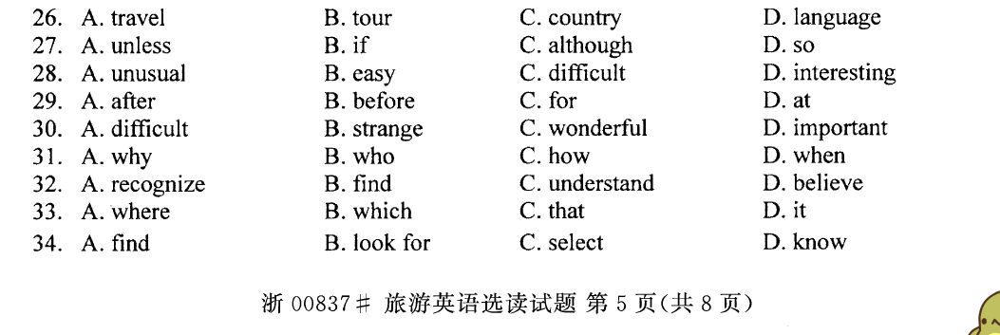 26. A. travel B. tour C. country D. language
27. A. unless B. if C. although D. so
28. A. unusual B. easy C. difficult D. interesting
29. A. after B. before C. for D. at
30. A. difficult B. strange C. wonderful D. important
31. A. why B. who C. how D. when
32. A. recognize B. find C. understand D. believe
33. A. where B. which C. that D. it
34. A. find B. look for C. select D. know
浙 00837# 旅游英语选读试题 第 5 页(共 8 页)